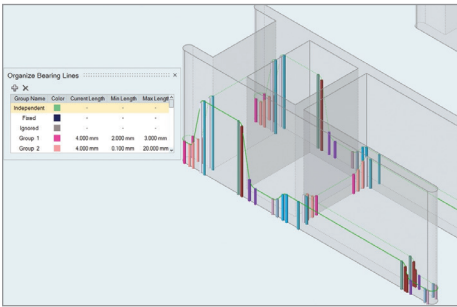 Organize Bearing Lines
Group Name Color Current Length Min Length Max Length
Independent - - -
Fixed - - -
Ignored - - -
Group 1 4.000 mm 2.000 mm 3.000 mm
Group 2 4.000 mm 0.100 mm 20.000 mm